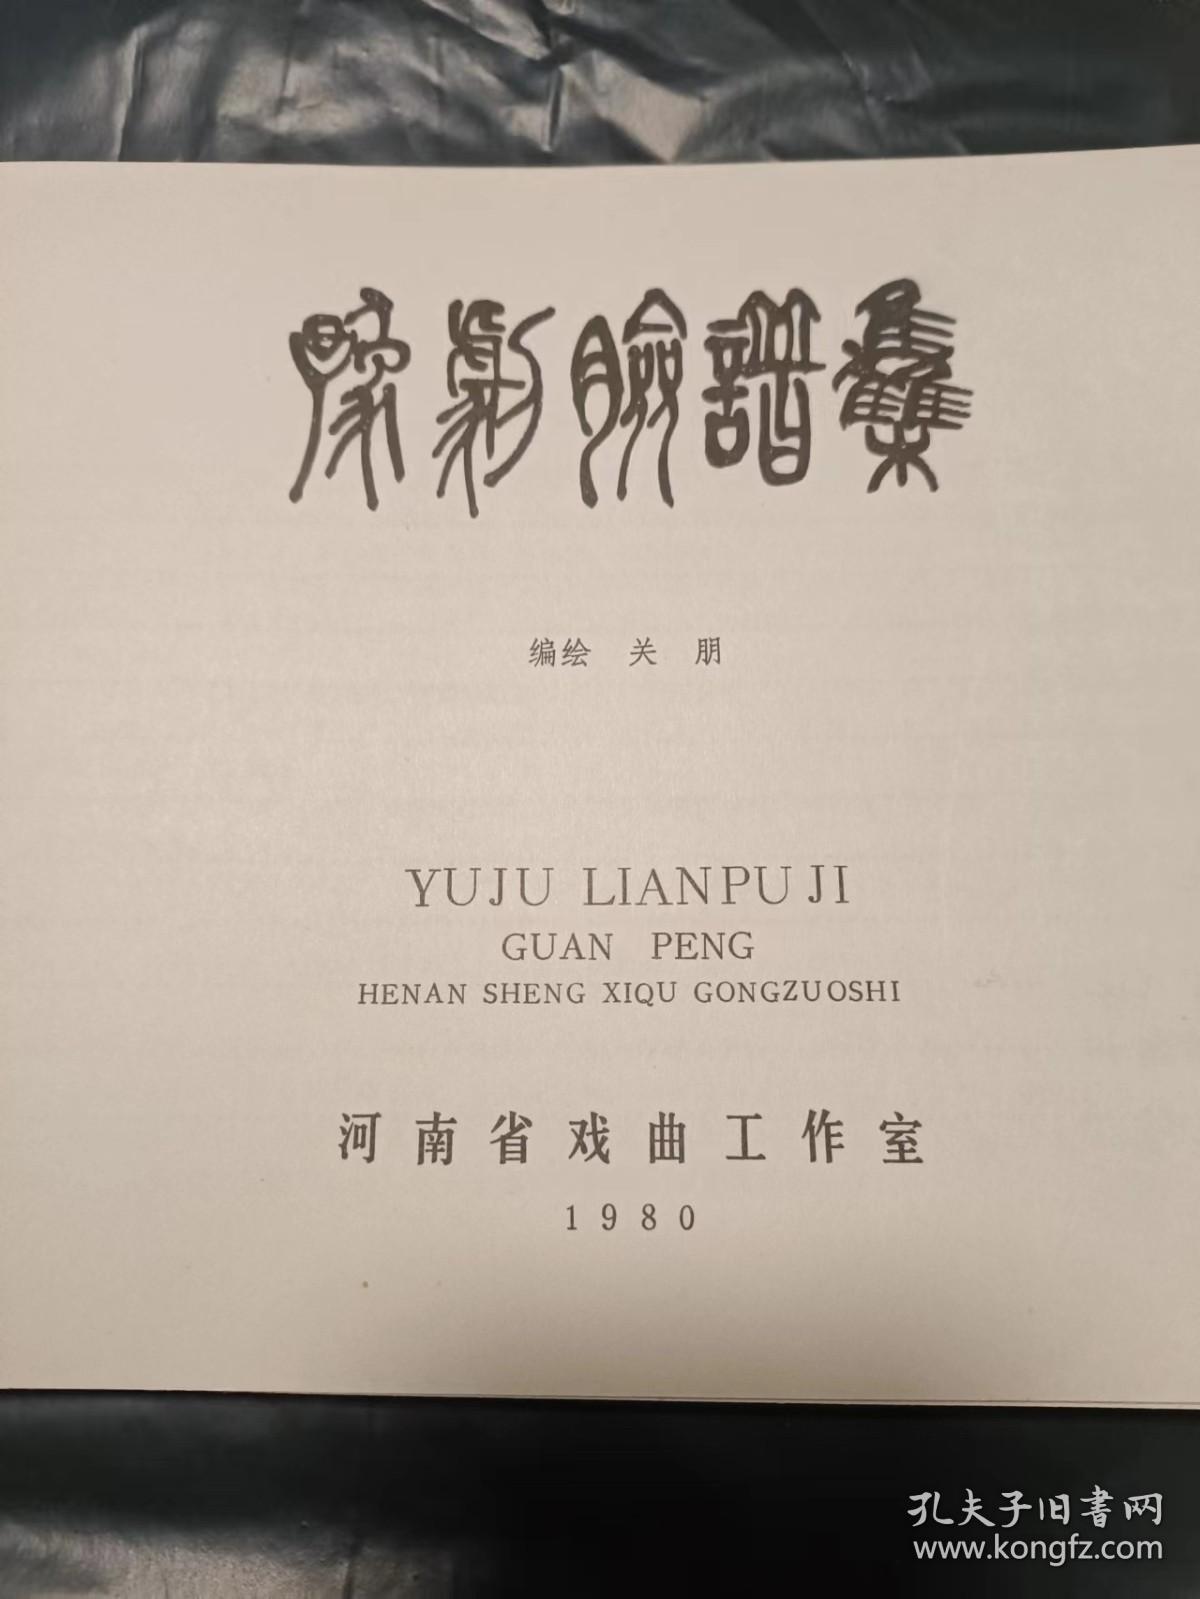 豫劇臉譜集
编绘 关 朋
YUJU LIANPU JI
GUAN PENG
HENAN SHENG XIQU GONGZUOSHI
河南省戏曲工作室
1980
孔夫子旧書网
www.kongfz.com